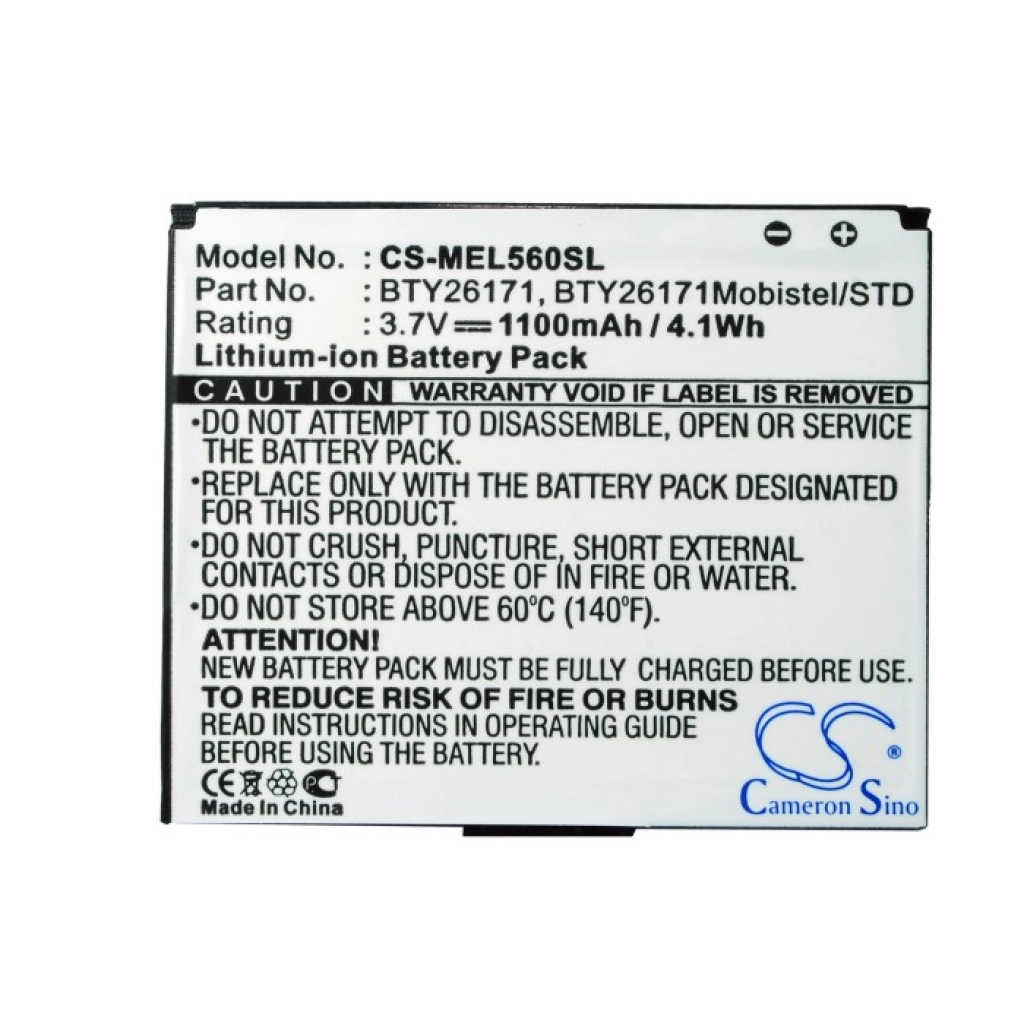 Model No. : CS-MEL560SL
Part No. : BTY26171, BTY26171Mobistel/STD
Rating : 3.7V 1100mAh / 4.1Wh
Lithium-ion Battery Pack
CAUTION WARRANTY VOID IF LABEL IS REMOVED
•DO NOT ATTEMPT TO DISASSEMBLE, OPEN OR SERVICE
THE BATTERY PACK.
•REPLACE ONLY WITH THE BATTERY PACK DESIGNATED
FOR THIS PRODUCT.
•DO NOT CRUSH, PUNCTURE, SHORT EXTERNAL
CONTACTS OR DISPOSE OF IN FIRE OR WATER.
•DO NOT STORE ABOVE 60°C (140°F).
ATTENTION!
NEW BATTERY PACK MUST BE FULLY CHARGED BEFORE USE.
TO REDUCE RISK OF FIRE OR BURNS
READ INSTRUCTIONS IN OPERATING GUIDE
BEFORE USING THE BATTERY.
CE
Made In China
CS ®
Cameron Sino